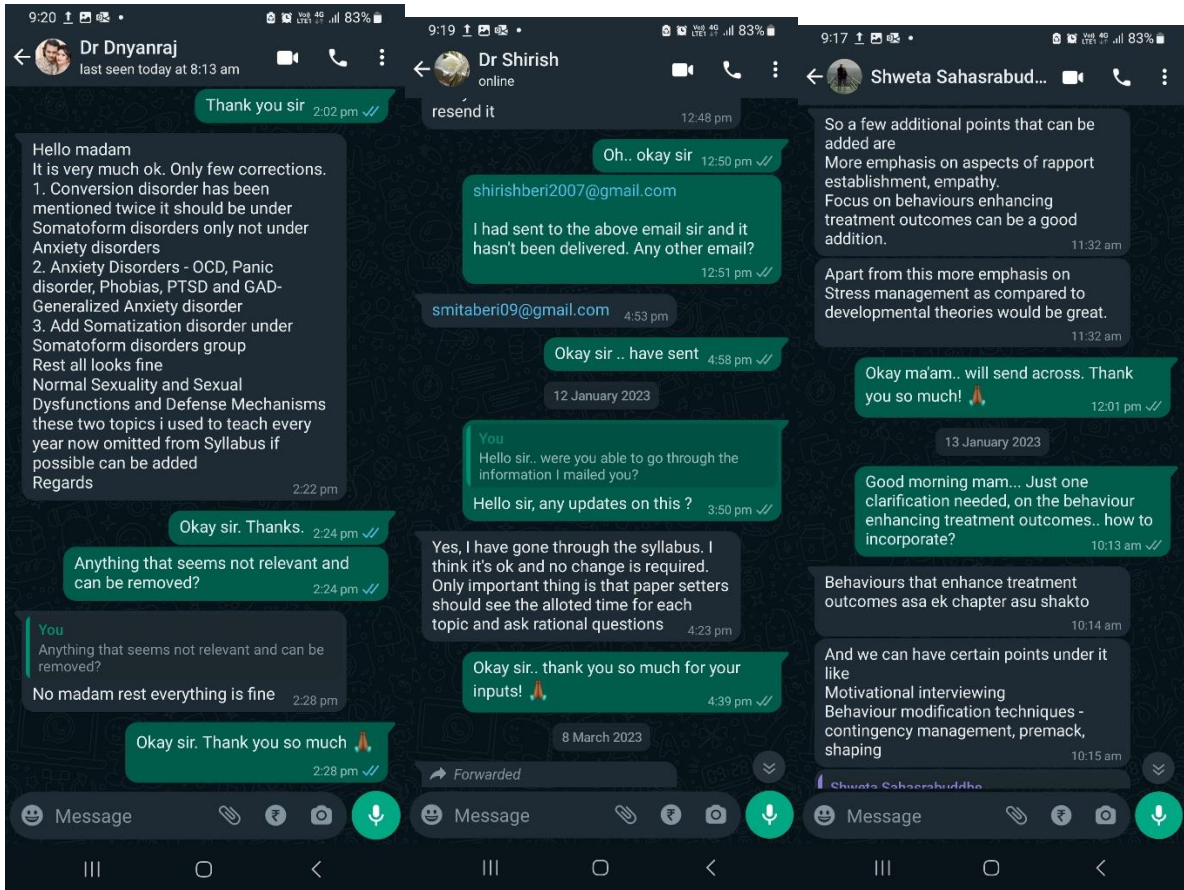 9:20
83%
Dr Dnyanraj
last seen today at 8:13 am
Thank you sir 2:02 pm
Hello madam
It is very much ok. Only few corrections.
1. Conversion disorder has been
mentioned twice it should be under
Somatoform disorders only not under
Anxiety disorders
2. Anxiety Disorders - OCD, Panic
disorder, Phobias, PTSD and GAD-
Generalized Anxiety disorder
3. Add Somatization disorder under
Somatoform disorders group
Rest all looks fine
Normal Sexuality and Sexual
Dysfunctions and Defense Mechanisms
these two topics i used to teach every
year now omitted from Syllabus if
possible can be added
Regards
2:22 pm
Okay sir. Thanks. 2:24 pm
Anything that seems not relevant and
can be removed?
2:24 pm
You
Anything that seems not relevant and can be
removed?
No madam rest everything is fine 2:28 pm
Okay sir. Thank you so much 🙏🏾
2:28 pm
Message
9:19
83%
Dr Shirish
online
resend it
12:48 pm
Oh.. okay sir 12:50 pm
shirishberi2007@gmail.com
I had sent to the above email sir and it
hasn't been delivered. Any other email?
12:51 pm
smitaberi09@gmail.com 4:53 pm
Okay sir .. have sent 4:58 pm
12 January 2023
You
Hello sir.. were you able to go through the
information I mailed you?
Hello sir, any updates on this ? 3:50 pm
Yes, I have gone through the syllabus. I
think it's ok and no change is required.
Only important thing is that paper setters
should see the alloted time for each
topic and ask rational questions 4:23 pm
Okay sir.. thank you so much for your
inputs! 🙏🏾
4:39 pm
8 March 2023
Forwarded
Message
9:17
83%
Shweta Sahasrabud...
So a few additional points that can be
added are
More emphasis on aspects of rapport
establishment, empathy.
Focus on behaviours enhancing
treatment outcomes can be a good
addition.
11:32 am
Apart from this more emphasis on
Stress management as compared to
developmental theories would be great.
11:32 am
Okay ma'am.. will send across. Thank
you so much! 🙏🏾
12:01 pm
13 January 2023
Good morning mam... Just one
clarification needed, on the behaviour
enhancing treatment outcomes.. how to
incorporate?
10:13 am
Behaviours that enhance treatment
outcomes asa ek chapter asu shakto
10:14 am
And we can have certain points under it
like
Motivational interviewing
Behaviour modification techniques -
contingency management, premack,
shaping
10:15 am
Shweta Sahasrabuddhe
Message